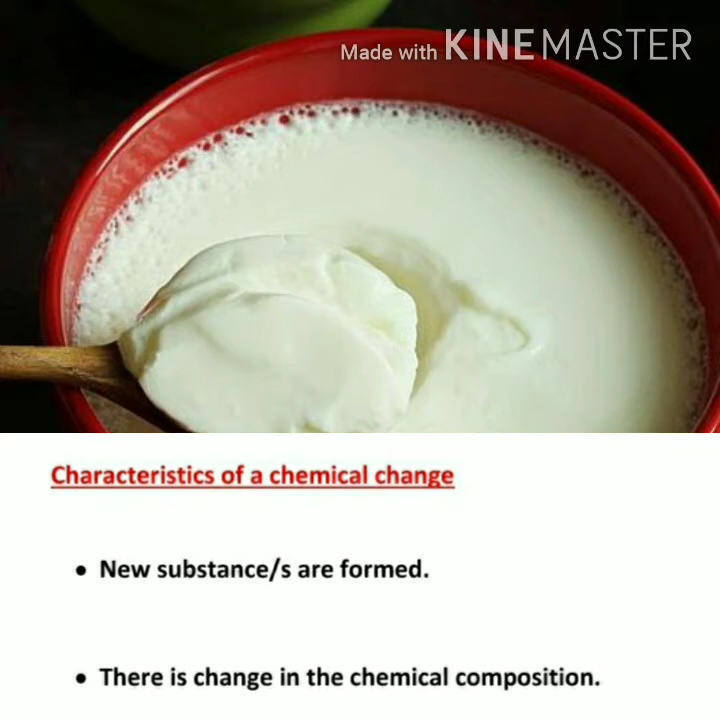 Made with KINEMASTER
Characteristics of a chemical change
• New substance/s are formed.
• There is change in the chemical composition.